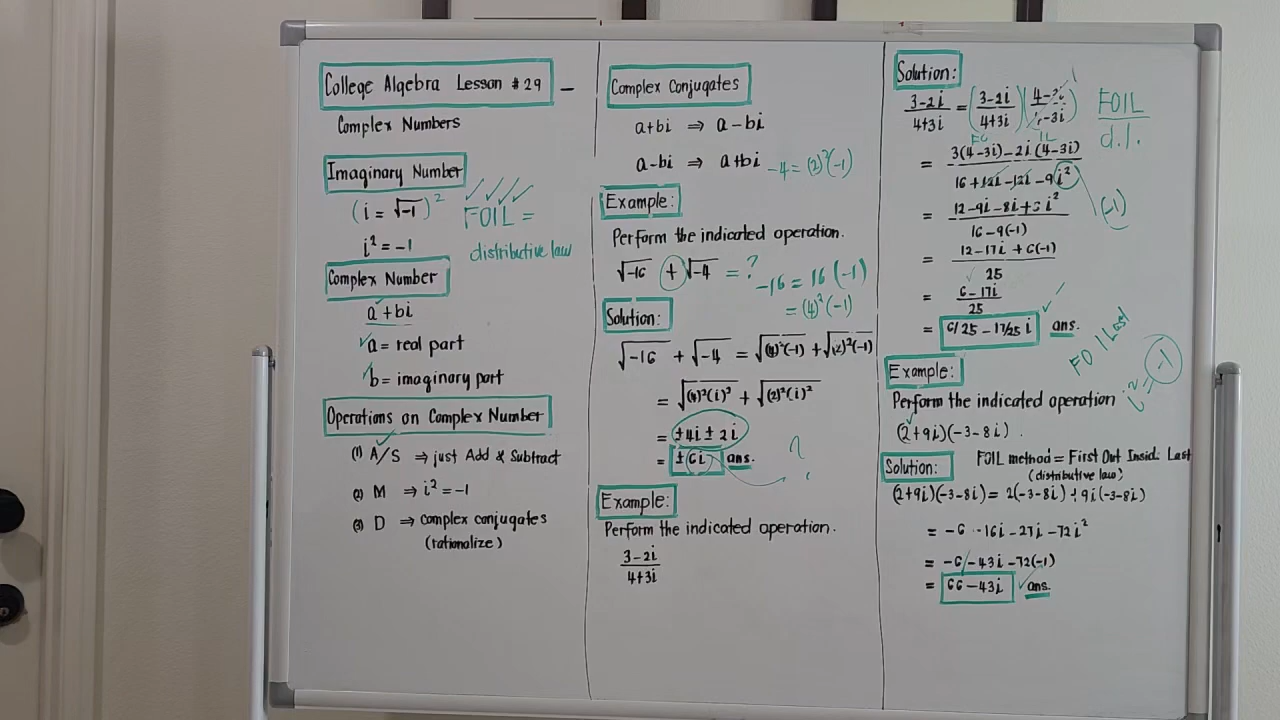 College Algebra Lesson # 29 -
Complex Numbers
Imaginary Number
(i = √-1)²
i² = -1
FOIL =
distributive law
Complex Number
a + bi
a = real part
b = imaginary part
Operations on Complex Number
(1) A/S ⇒ just Add & Subtract
(2) M ⇒ i² = -1
(3) D ⇒ complex conjugates
(rationalize)
Complex Conjugates
a+bi ⇒ a-bi
a-bi ⇒ a+bi
-4 = (2)²(-1)
Example:
Perform the indicated operation.
√-16 + √-4 = ?
-16 = 16 (-1)
= (4)²(-1)
Solution:
√-16 + √-4 = √(4)²(-1) + √(2)²(-1)
= √(4)²(i)² + √(2)²(i)²
= ±4i ± 2i
= ±6i ans.
Example:
Perform the indicated operation.
3-2i
4+3i
Solution:
3-2i/4+3i = (3-2i/4+3i)(4-3i/4-3i)
FOIL
d.l.
FO IL
= 3(4-3i)-2i(4-3i)
16+12i-12i-9i²
(-1)
= 12-9i-8i+6i²
16-9(-1)
= 12-17i + 6(-1)
25
= 6-17i
25
= 6/25 - 17/25 i ans.
FOIL Last
i² = -1
Example:
Perform the indicated operation
(2+9i)(-3-8i).
Solution:
FOIL method = First Out Insid. Last
(distributive law)
(2+9i)(-3-8i) = 2(-3-8i)+9i(-3-8i)
= -6 -16i -27i -72i²
= -6 -43i -72(-1)
= 66-43i ans.